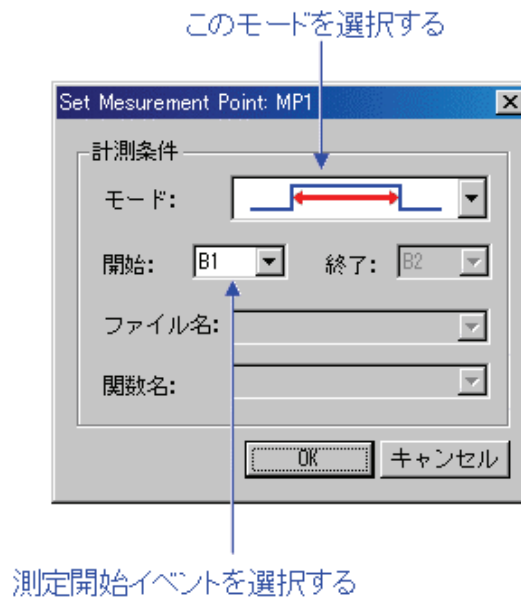 このモードを選択する
Set Mesurement Point: MP1
計測条件
モード:
開始: B1 終了: B2
ファイル名:
関数名:
OK キャンセル
測定開始イベントを選択する